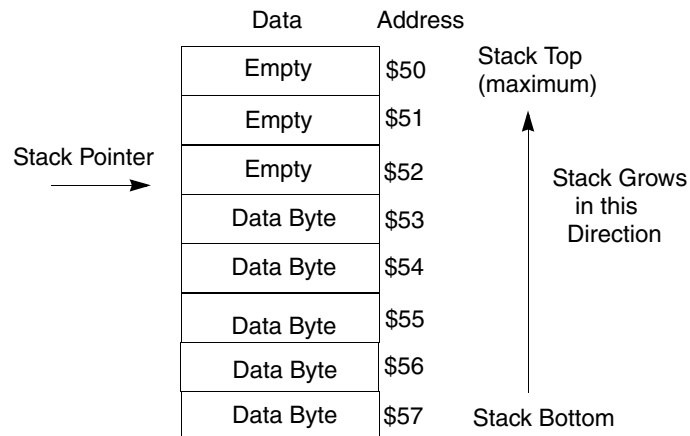 Data Address
Empty $50 Stack Top
(maximum)
Empty $51
Stack Pointer Empty $52
Stack Grows
in this
Direction
Data Byte $53
Data Byte $54
Data Byte $55
Data Byte $56
Data Byte $57 Stack Bottom